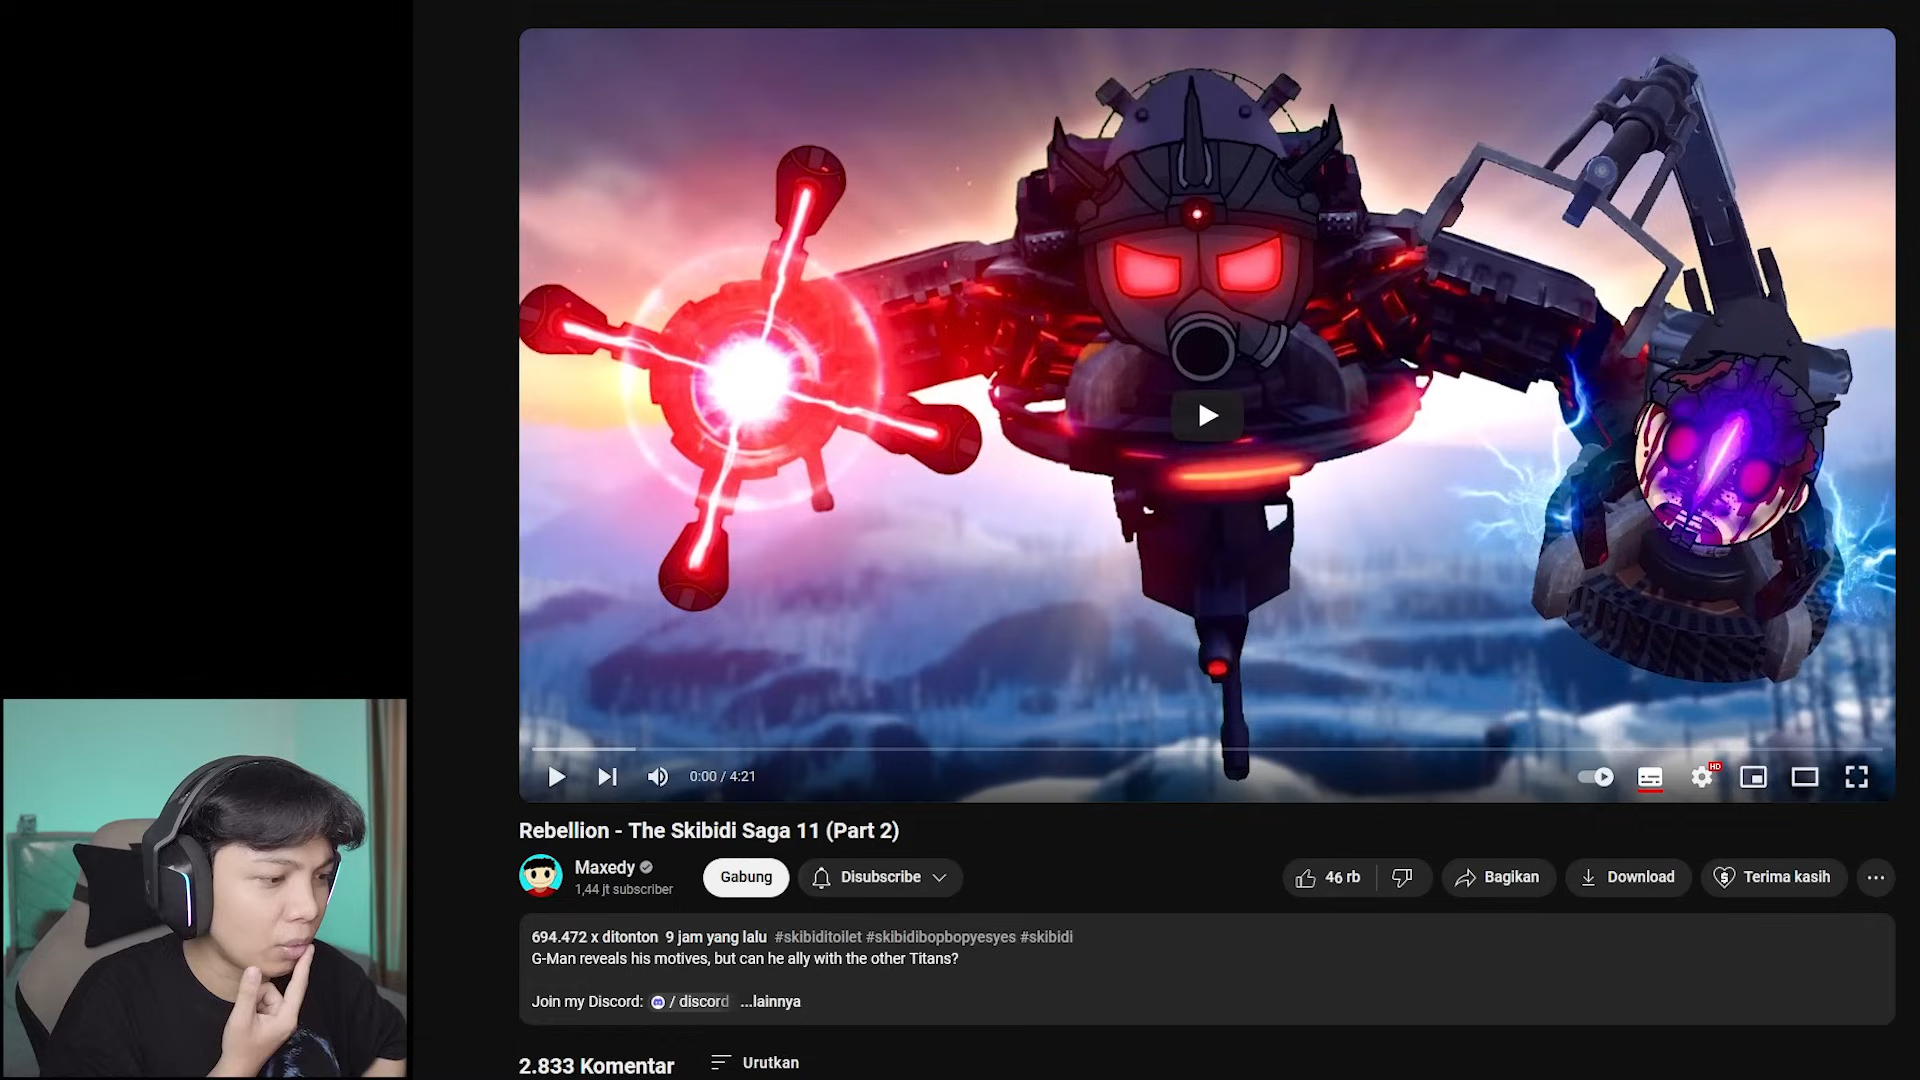 HD
0:00 / 4:21
Rebellion - The Skibidi Saga 11 (Part 2)
Maxedy
1,44 jt subscriber
Gabung
Disubscribe
46 rb
Bagikan
Download
Terima kasih
694.472 x ditonton 9 jam yang lalu #skibiditoilet #skibidibopbopyesyes #skibidi
G-Man reveals his motives, but can he ally with the other Titans?
Join my Discord: / discord ...lainnya
2.833 Komentar
Urutkan